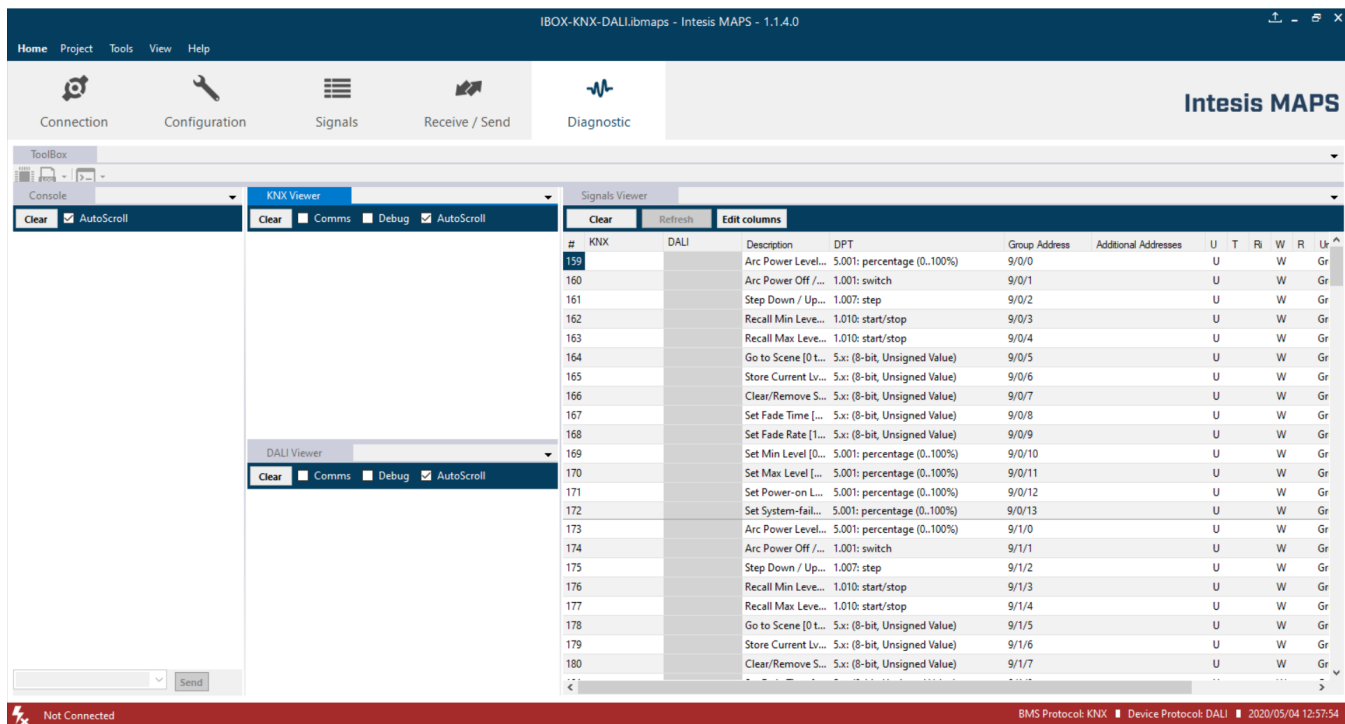 IBOX-KNX-DALI.ibmaps - Intesis MAPS - 1.1.4.0
Home Project Tools View Help
Connection Configuration Signals Receive / Send Diagnostic
Intesis MAPS
ToolBox
Console
Clear AutoScroll
Send
KNX Viewer
Clear Comms Debug AutoScroll
DALI Viewer
Clear Comms Debug AutoScroll
Signals Viewer
Clear Refresh Edit columns
# KNX DALI Description DPT Group Address Additional Addresses U T Ri W R Ur
159 Arc Power Level... 5.001: percentage (0..100%) 9/0/0 U W Gr
160 Arc Power Off /... 1.001: switch 9/0/1 U W Gr
161 Step Down / Up... 1.007: step 9/0/2 U W Gr
162 Recall Min Leve... 1.010: start/stop 9/0/3 U W Gr
163 Recall Max Leve... 1.010: start/stop 9/0/4 U W Gr
164 Go to Scene [0 t... 5.x: (8-bit, Unsigned Value) 9/0/5 U W Gr
165 Store Current Lv... 5.x: (8-bit, Unsigned Value) 9/0/6 U W Gr
166 Clear/Remove S... 5.x: (8-bit, Unsigned Value) 9/0/7 U W Gr
167 Set Fade Time [... 5.x: (8-bit, Unsigned Value) 9/0/8 U W Gr
168 Set Fade Rate [1... 5.x: (8-bit, Unsigned Value) 9/0/9 U W Gr
169 Set Min Level [0... 5.001: percentage (0..100%) 9/0/10 U W Gr
170 Set Max Level [... 5.001: percentage (0..100%) 9/0/11 U W Gr
171 Set Power-on L... 5.001: percentage (0..100%) 9/0/12 U W Gr
172 Set System-fail... 5.001: percentage (0..100%) 9/0/13 U W Gr
173 Arc Power Level... 5.001: percentage (0..100%) 9/1/0 U W Gr
174 Arc Power Off /... 1.001: switch 9/1/1 U W Gr
175 Step Down / Up... 1.007: step 9/1/2 U W Gr
176 Recall Min Leve... 1.010: start/stop 9/1/3 U W Gr
177 Recall Max Leve... 1.010: start/stop 9/1/4 U W Gr
178 Go to Scene [0 t... 5.x: (8-bit, Unsigned Value) 9/1/5 U W Gr
179 Store Current Lv... 5.x: (8-bit, Unsigned Value) 9/1/6 U W Gr
180 Clear/Remove S... 5.x: (8-bit, Unsigned Value) 9/1/7 U W Gr
Not Connected
BMS Protocol: KNX Device Protocol: DALI 2020/05/04 12:57:54